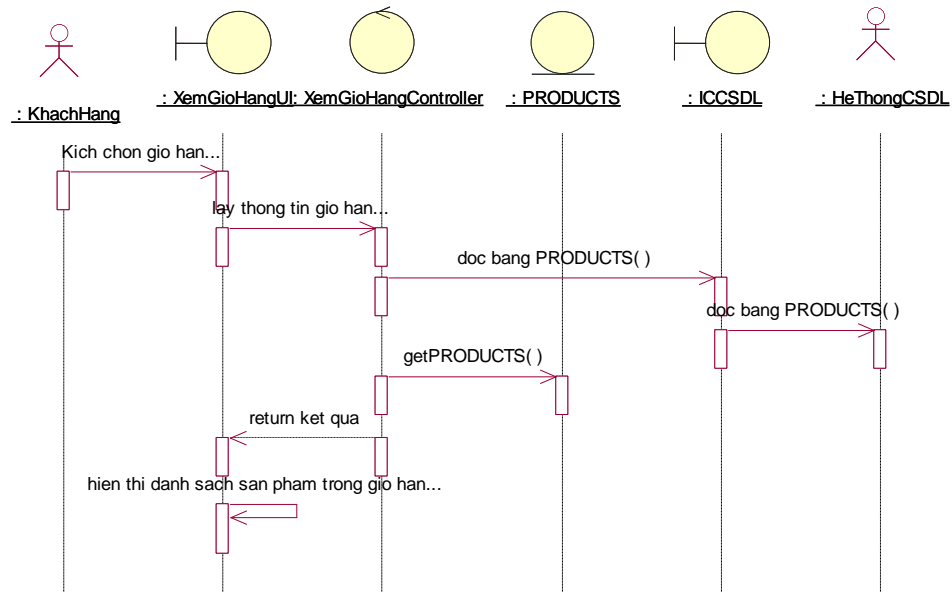 : KhachHang
: XemGioHangUI
: XemGioHangController
: PRODUCTS
: ICCSDL
: HeThongCSDL
Kich chon gio han...
lay thong tin gio han...
doc bang PRODUCTS( )
doc bang PRODUCTS( )
getPRODUCTS( )
return ket qua
hien thi danh sach san pham trong gio han...